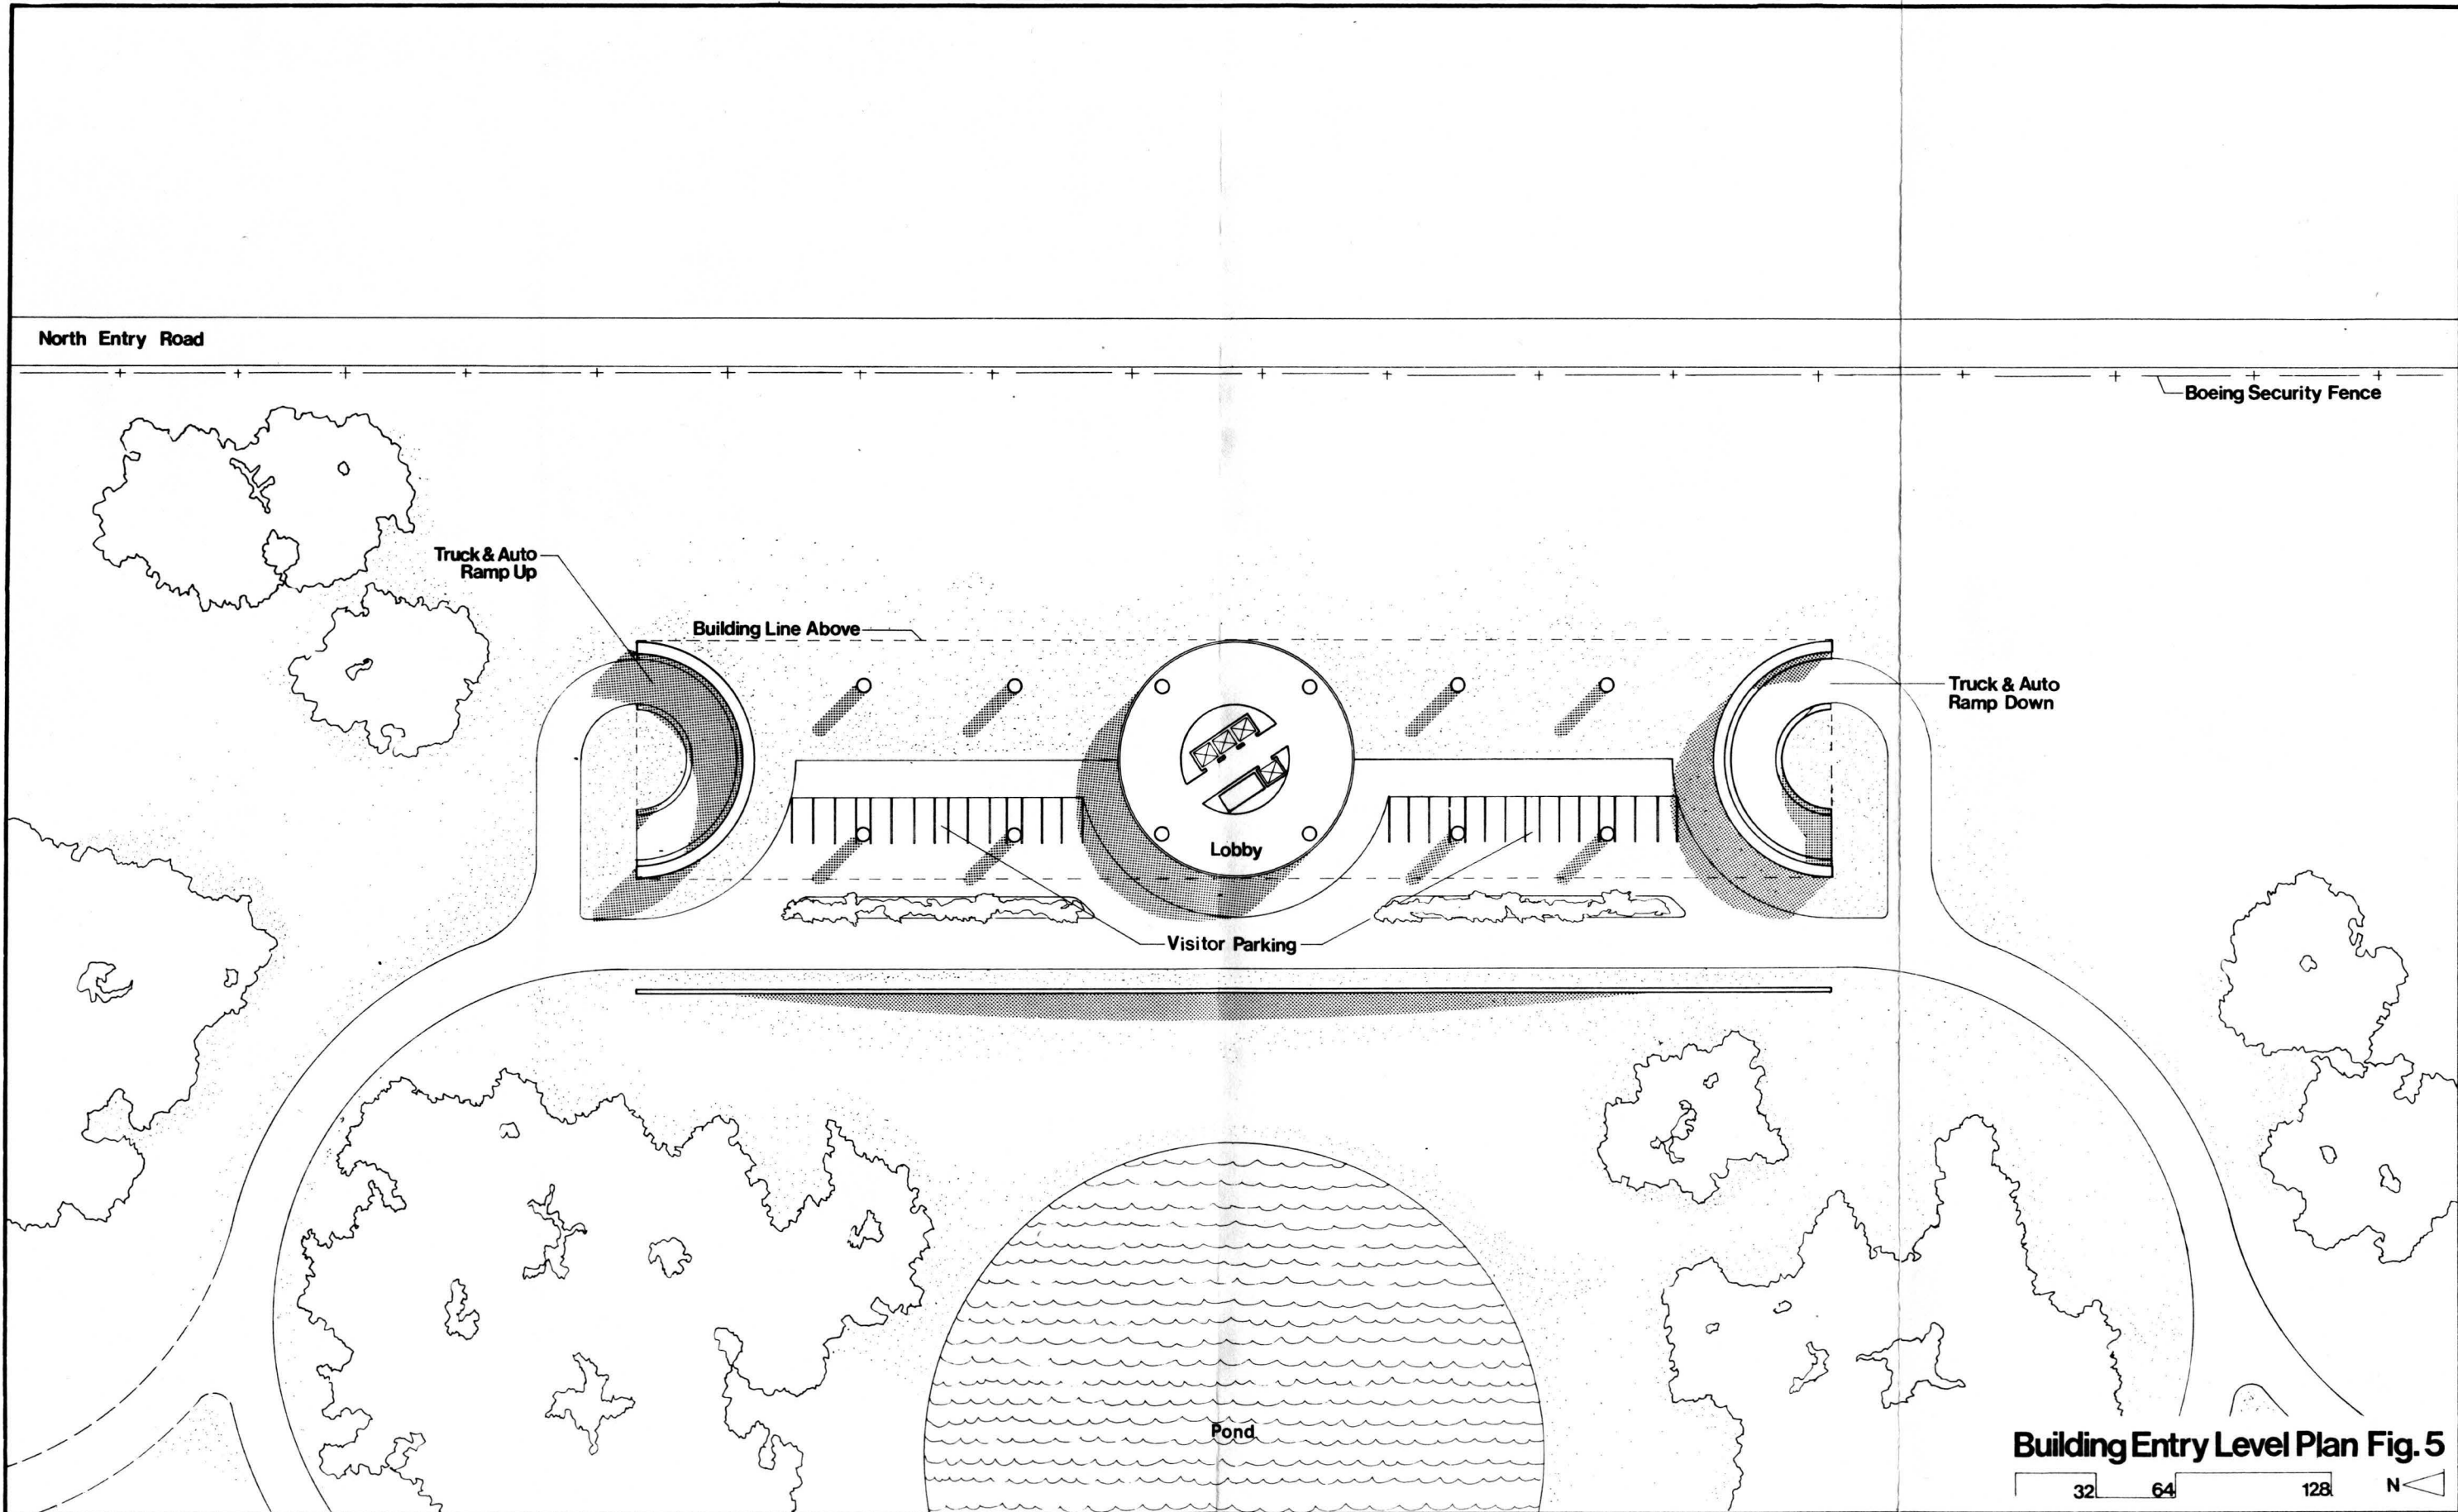 North Entry Road
Boeing Security Fence
Truck & Auto
Ramp Up
Building Line Above
Truck & Auto
Ramp Down
Lobby
Visitor Parking
Pond
Building Entry Level Plan Fig. 5
32 64 128 N